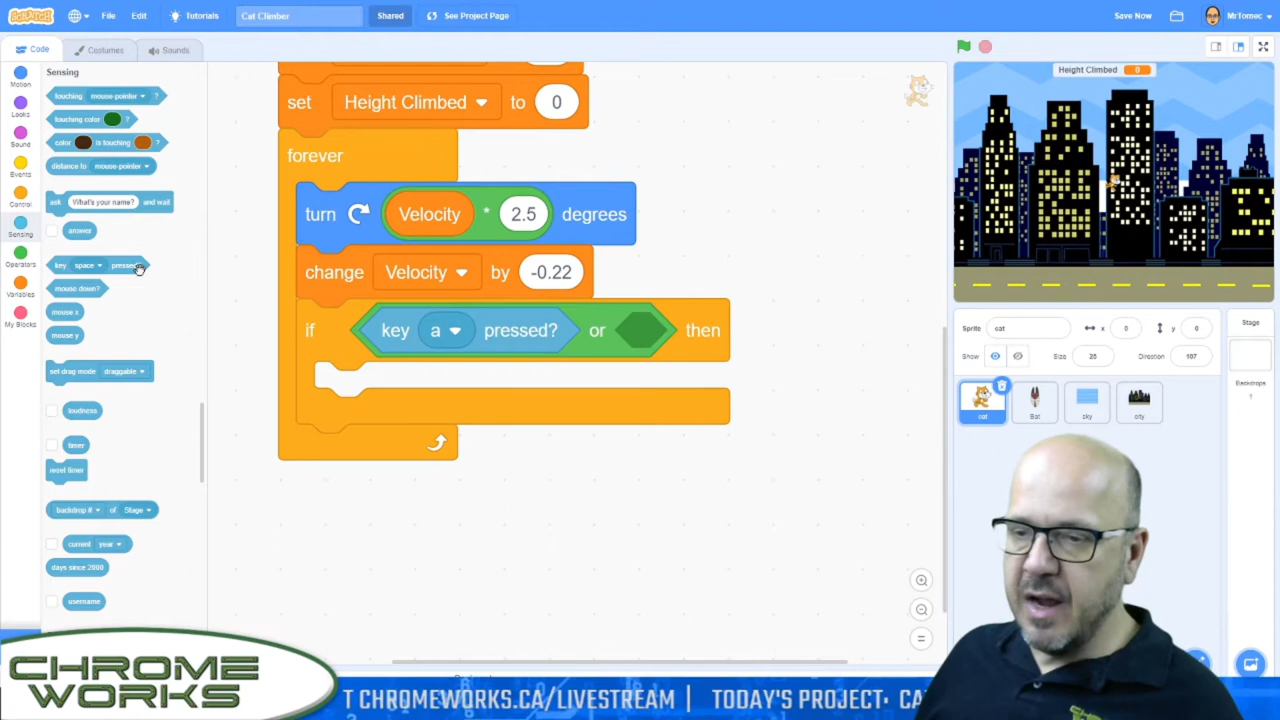 SCRATCH
File
Edit
Tutorials
Cat Climber
Shared
See Project Page
Save Now
MrTomec
Code
Costumes
Sounds
Motion
Looks
Sound
Events
Control
Sensing
Operators
Variables
My Blocks
Sensing
touching mouse-pointer ?
touching color ?
color is touching ?
distance to mouse-pointer
ask What's your name? and wait
answer
key space pressed
mouse down?
mouse x
mouse y
set drag mode draggable
loudness
timer
reset timer
backdrop # of Stage
current year
days since 2000
username
set Height Climbed to 0
forever
turn Velocity * 2.5 degrees
change Velocity by -0.22
if key a pressed? or then
Height Climbed 0
Sprite cat x 0 y 0
Show Size 25 Direction 107
cat
Bat
sky
city
Stage
Backdrops
1
CHROME
WORKS
T CHROMEWORKS.CA/LIVESTREAM | TODAY'S PROJECT: CA